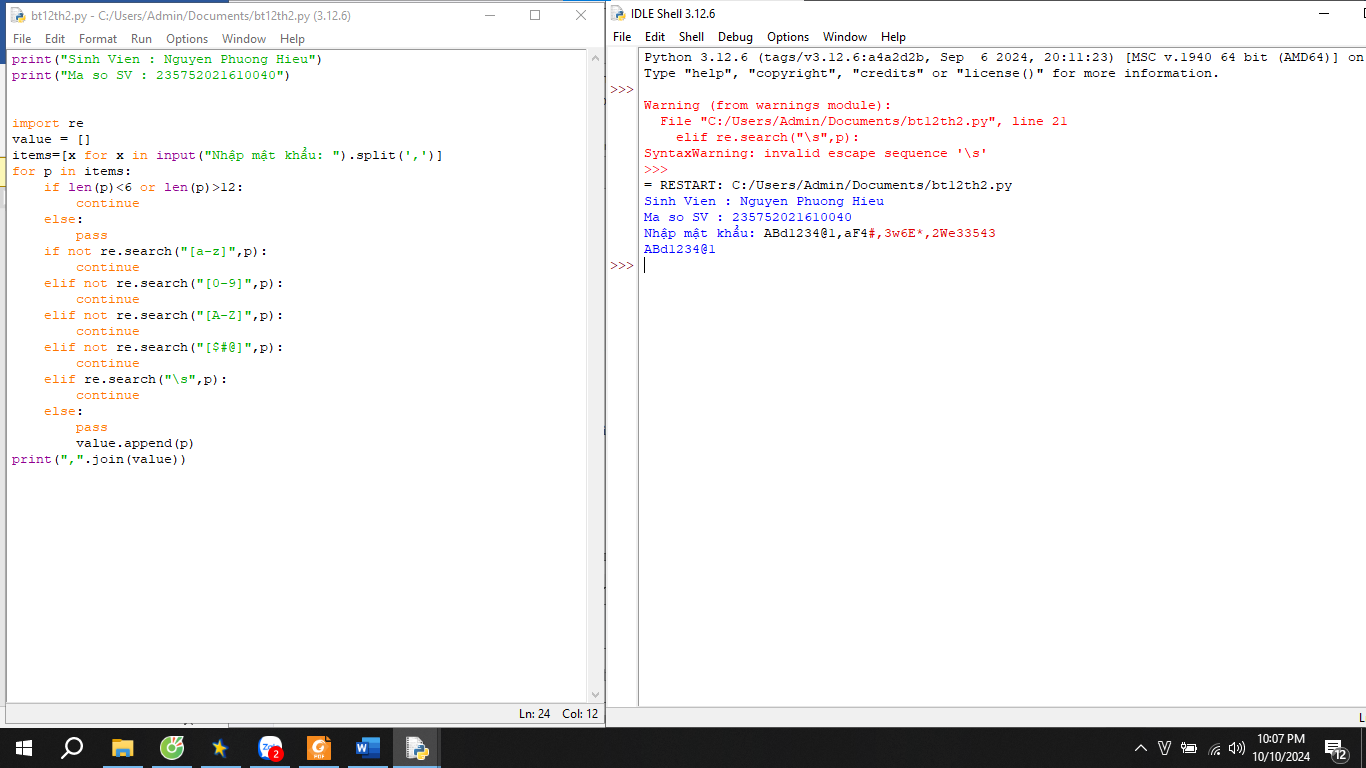 bt12th2.py - C:/Users/Admin/Documents/bt12th2.py (3.12.6)
File Edit Format Run Options Window Help
print("Sinh Vien : Nguyen Phuong Hieu")
print("Ma so SV : 235752021610040")
import re
value = []
items=[x for x in input("Nhập mật khẩu: ").split(',')]
for p in items:
    if len(p)<6 or len(p)>12:
        continue
    else:
        pass
    if not re.search("[a-z]",p):
        continue
    elif not re.search("[0-9]",p):
        continue
    elif not re.search("[A-Z]",p):
        continue
    elif not re.search("[$#@]",p):
        continue
    elif re.search("\s",p):
        continue
    else:
        pass
        value.append(p)
print(",".join(value))
Ln: 24 Col: 12
IDLE Shell 3.12.6
File Edit Shell Debug Options Window Help
Python 3.12.6 (tags/v3.12.6:a4a2d2b, Sep  6 2024, 20:11:23) [MSC v.1940 64 bit (AMD64)] on
Type "help", "copyright", "credits" or "license()" for more information.
>>>
Warning (from warnings module):
  File "C:/Users/Admin/Documents/bt12th2.py", line 21
    elif re.search("\s",p):
SyntaxWarning: invalid escape sequence '\s'
>>>
= RESTART: C:/Users/Admin/Documents/bt12th2.py
Sinh Vien : Nguyen Phuong Hieu
Ma so SV : 235752021610040
Nhập mật khẩu: ABd1234@1,aF4#,3w6E*,2We33543
ABd1234@1
>>>
Zalo
2
PDF
V
10:07 PM
10/10/2024
12